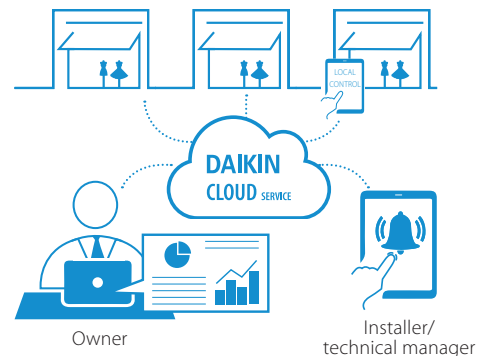 LOCAL
CONTROL
DAIKIN
CLOUD SERVICE
Owner
Installer/
technical manager